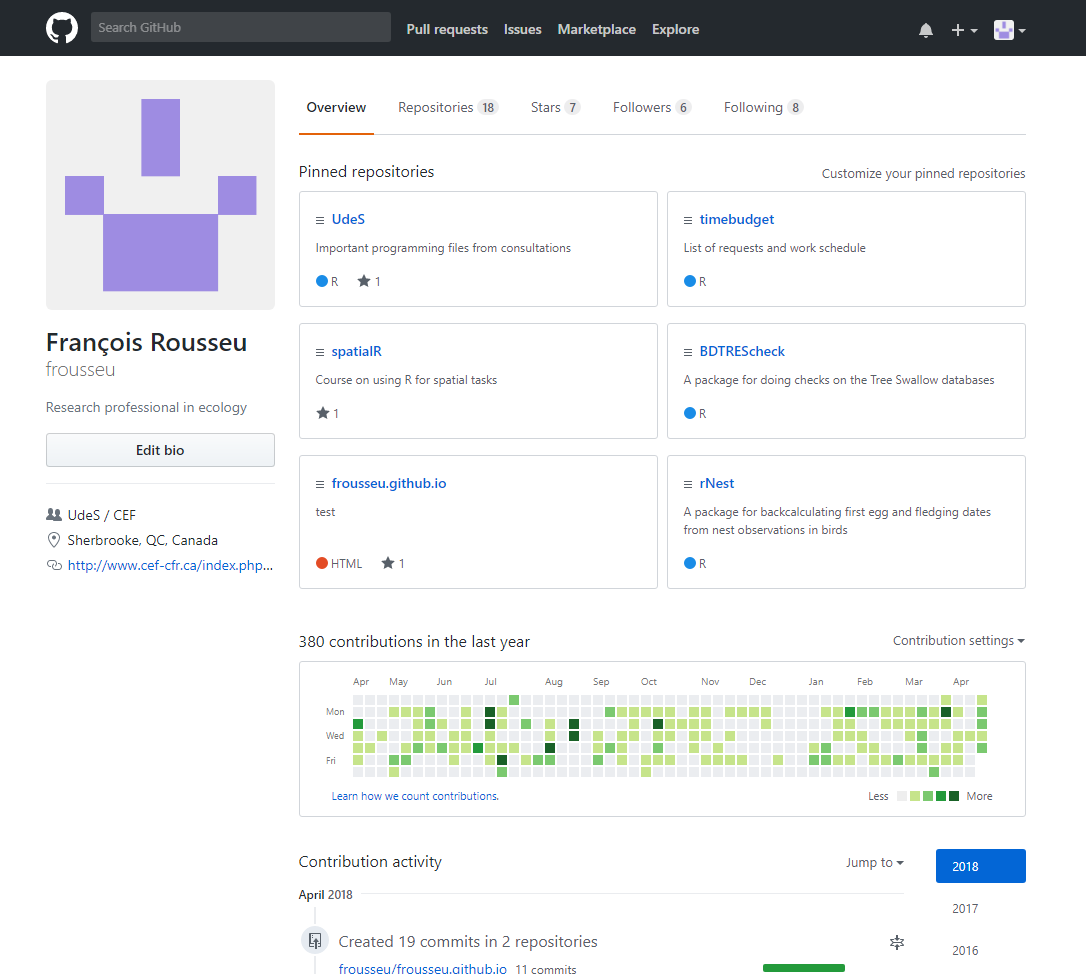 Search GitHub Pull requests Issues Marketplace Explore
Overview Repositories 18 Stars 7 Followers 6 Following 8
François Rousseu
frousseu
Research professional in ecology
Edit bio
UdeS / CEF
Sherbrooke, QC, Canada
http://www.cef-cfr.ca/index.php...
Pinned repositories Customize your pinned repositories
UdeS
Important programming files from consultations
R 1
timebudget
List of requests and work schedule
R
spatialR
Course on using R for spatial tasks
1
BDTREScheck
A package for doing checks on the Tree Swallow databases
R
frousseu.github.io
test
HTML 1
rNest
A package for backcalculating first egg and fledging dates
from nest observations in birds
R
380 contributions in the last year Contribution settings
Apr May Jun Jul Aug Sep Oct Nov Dec Jan Feb Mar Apr
Mon
Wed
Fri
Learn how we count contributions. Less More
Contribution activity Jump to
2018
2017
2016
April 2018
Created 19 commits in 2 repositories
frousseu/frousseu.github.io 11 commits